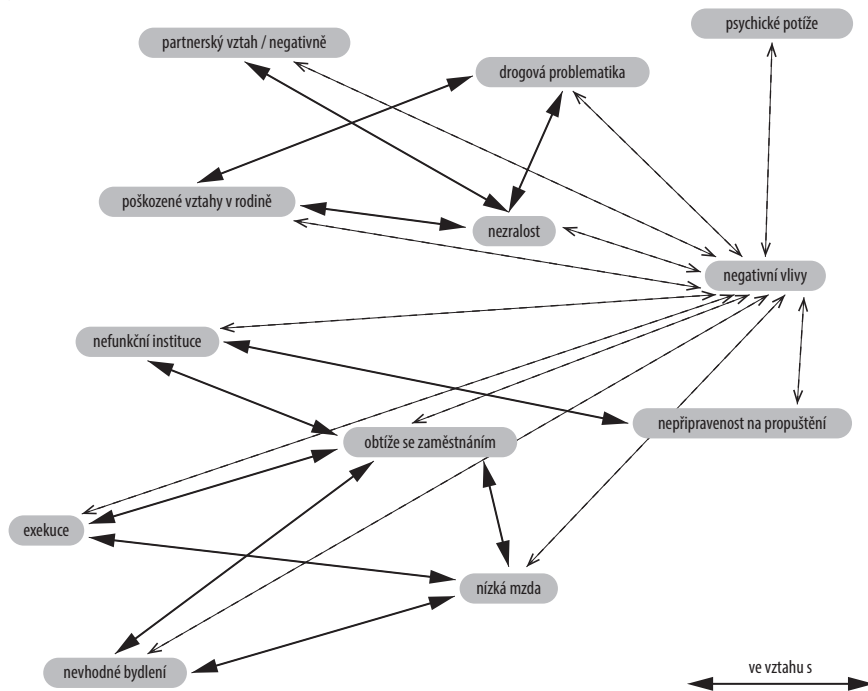 psychické potíže
partnerský vztah / negativně
drogová problematika
poškozené vztahy v rodině
nezralost
negativní vlivy
nefunkční instituce
nepřipravenost na propuštění
obtíže se zaměstnáním
exekuce
nízká mzda
nevhodné bydlení
ve vztahu s